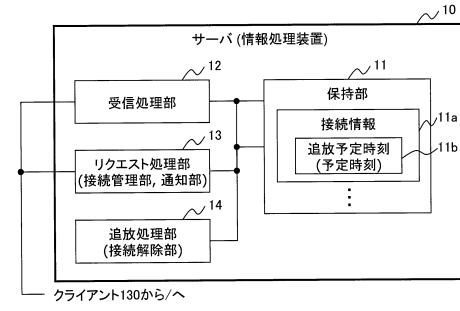 10
サーバ (情報処理装置)
12
受信処理部
13
リクエスト処理部
(接続管理部, 通知部)
14
追放処理部
(接続解除部)
11
保持部
11a
接続情報
11b
追放予定時刻
(予定時刻)
クライアント130から/へ